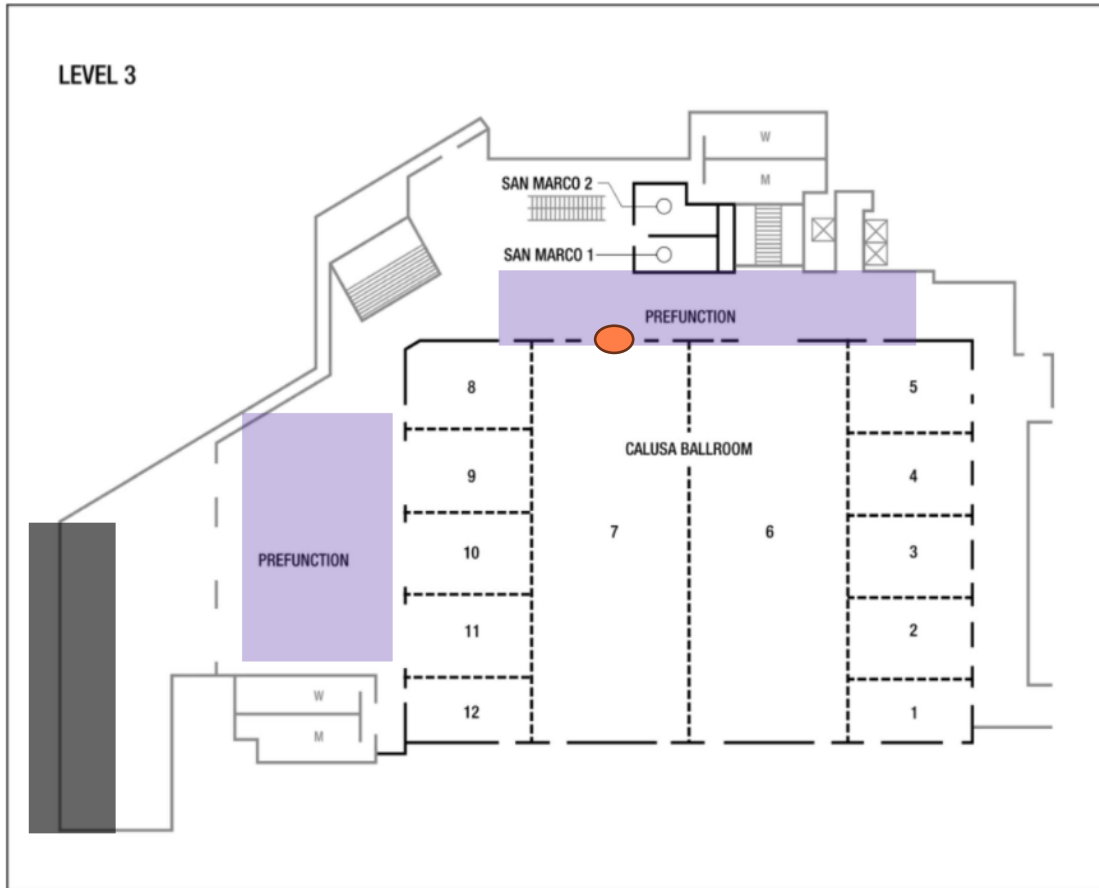 LEVEL 3
W
M
SAN MARCO 2
SAN MARCO 1
PREFUNCTION
8
5
CALUSA BALLROOM
9
4
7
6
10
3
PREFUNCTION
11
2
W
M
12
1